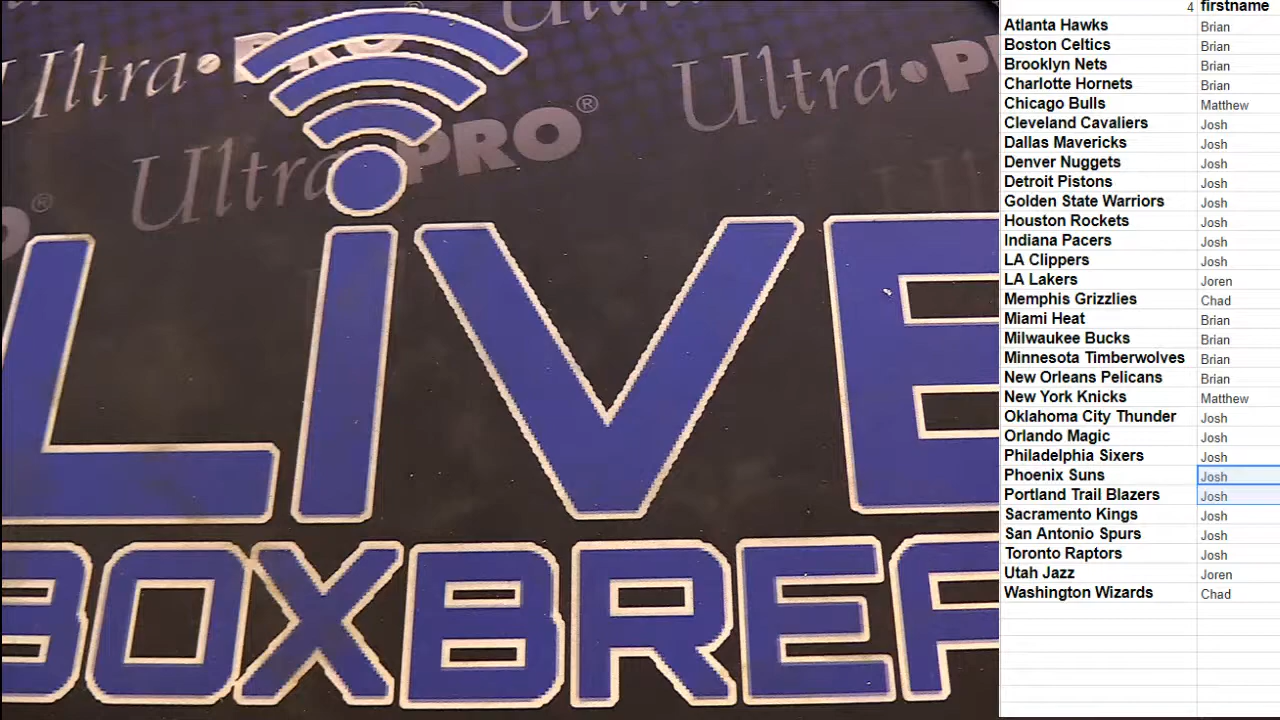 Ultra•PRO
Ultra•PRO
Ultra PRO®
LiVE
BOXBREA
4 firstname
Atlanta Hawks Brian
Boston Celtics Brian
Brooklyn Nets Brian
Charlotte Hornets Brian
Chicago Bulls Matthew
Cleveland Cavaliers Josh
Dallas Mavericks Josh
Denver Nuggets Josh
Detroit Pistons Josh
Golden State Warriors Josh
Houston Rockets Josh
Indiana Pacers Josh
LA Clippers Josh
LA Lakers Joren
Memphis Grizzlies Chad
Miami Heat Brian
Milwaukee Bucks Brian
Minnesota Timberwolves Brian
New Orleans Pelicans Brian
New York Knicks Matthew
Oklahoma City Thunder Josh
Orlando Magic Josh
Philadelphia Sixers Josh
Phoenix Suns Josh
Portland Trail Blazers Josh
Sacramento Kings Josh
San Antonio Spurs Josh
Toronto Raptors Josh
Utah Jazz Joren
Washington Wizards Chad